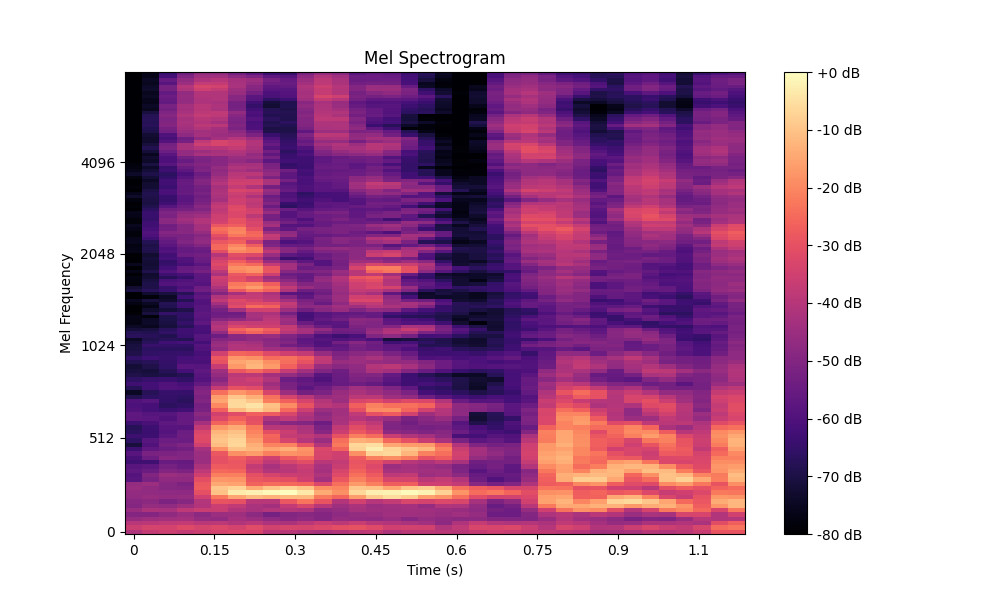 Mel Spectrogram
+0 dB
-10 dB
-20 dB
-30 dB
-40 dB
-50 dB
-60 dB
-70 dB
-80 dB
4096
2048
1024
512
0
Mel Frequency
0 0.15 0.3 0.45 0.6 0.75 0.9 1.1
Time (s)